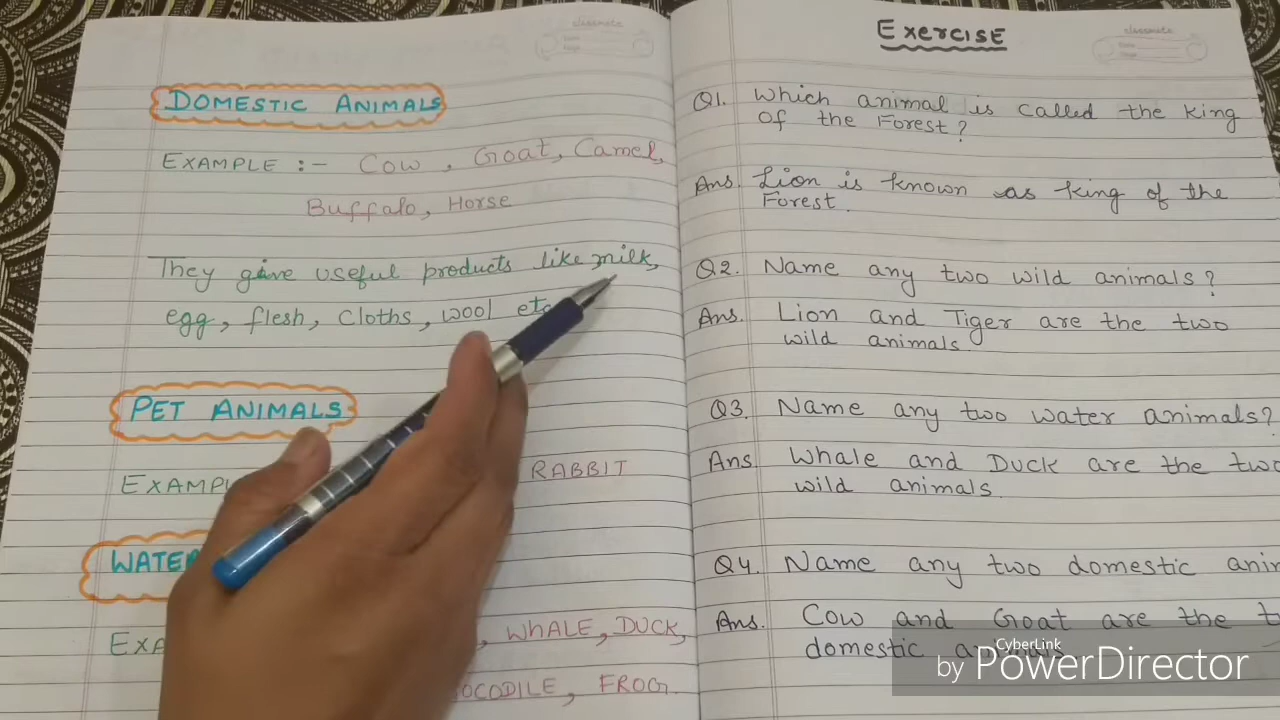 classmate
DOMESTIC ANIMALS
EXAMPLE :- Cow, Goat, Camel,
Buffalo, Horse
They give useful products like milk,
egg, flesh, cloths, wool etc
PET ANIMALS
RABBIT
WATER
WHALE, DUCK,
FROG.
Exercise
classmate
Q1. Which animal is called the king
of the Forest?
Ans. Lion is known as king of the
Forest.
Q2. Name any two wild animals?
Ans. Lion and Tiger are the two
wild animals.
Q3. Name any two water animals?
Ans. Whale and Duck are the two
wild animals.
Q4. Name any two domestic
Ans. Cow and Goat are the
domestic
by CyberLink
PowerDirector